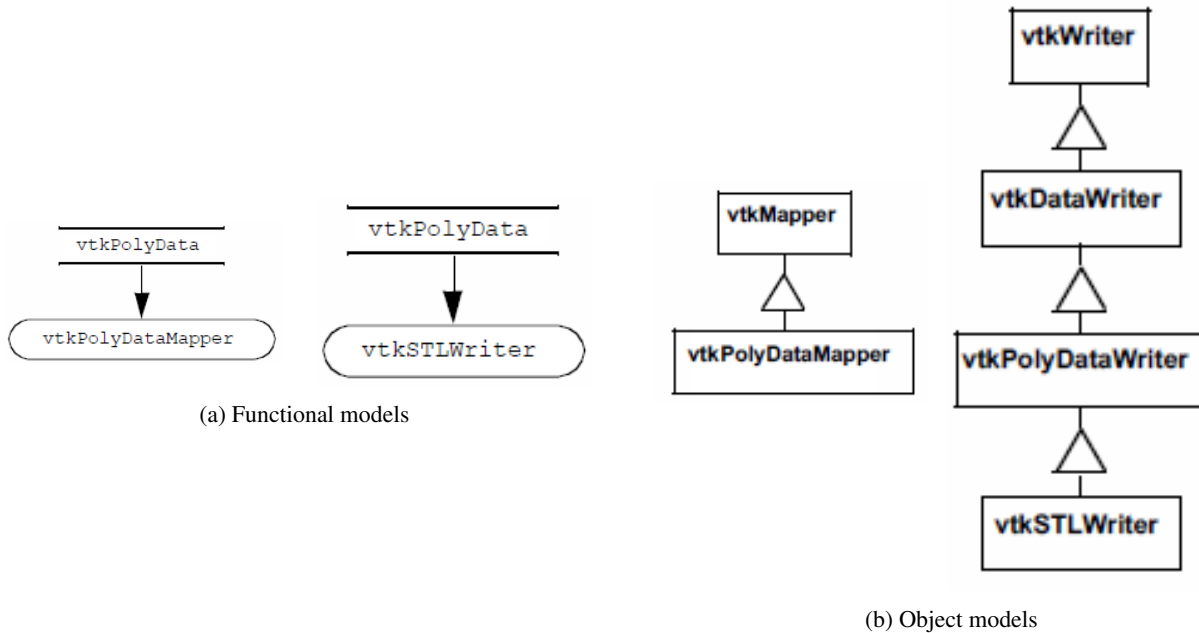 vtkPolyData
vtkPolyDataMapper
vtkPolyData
vtkSTLWriter
(a) Functional models
vtkMapper
vtkPolyDataMapper
vtkWriter
vtkDataWriter
vtkPolyDataWriter
vtkSTLWriter
(b) Object models